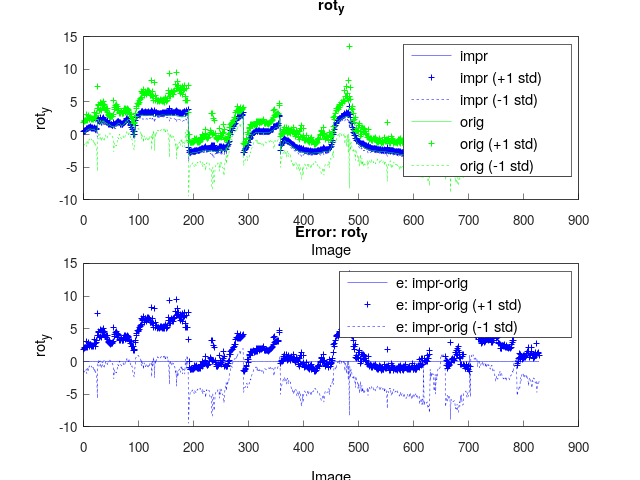 rot_y
15
10
5
0
-5
-10
rot_y
impr
impr (+1 std)
impr (-1 std)
orig
orig (+1 std)
orig (-1 std)
0 100 200 300 400 500 600 700 800 900
Image
Error: rot_y
15
10
5
0
-5
-10
rot_y
e: impr-orig
e: impr-orig (+1 std)
e: impr-orig (-1 std)
0 100 200 300 400 500 600 700 800 900
Image